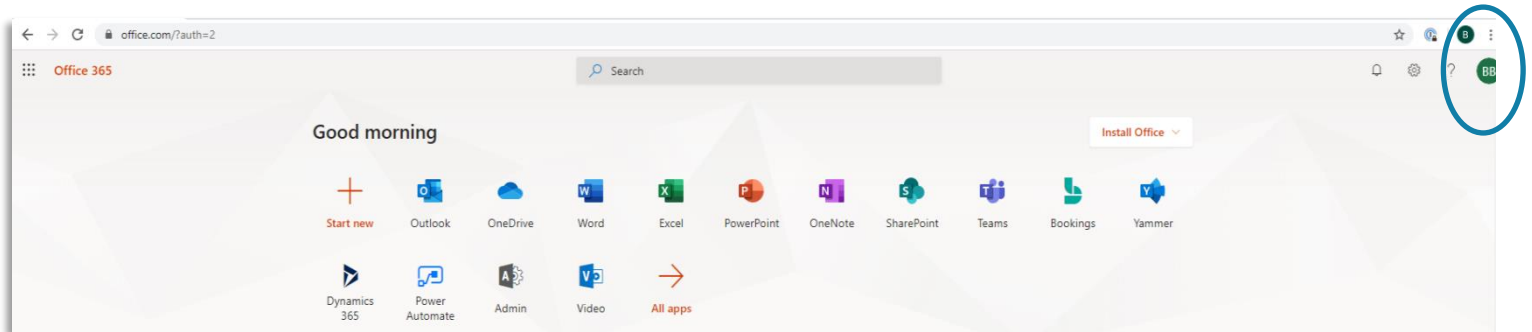 office.com/?auth=2
B
Office 365
Search
?
BB
Good morning
Install Office
Start new
Outlook
OneDrive
Word
Excel
PowerPoint
OneNote
SharePoint
Teams
Bookings
Yammer
Dynamics
365
Power
Automate
Admin
Video
All apps